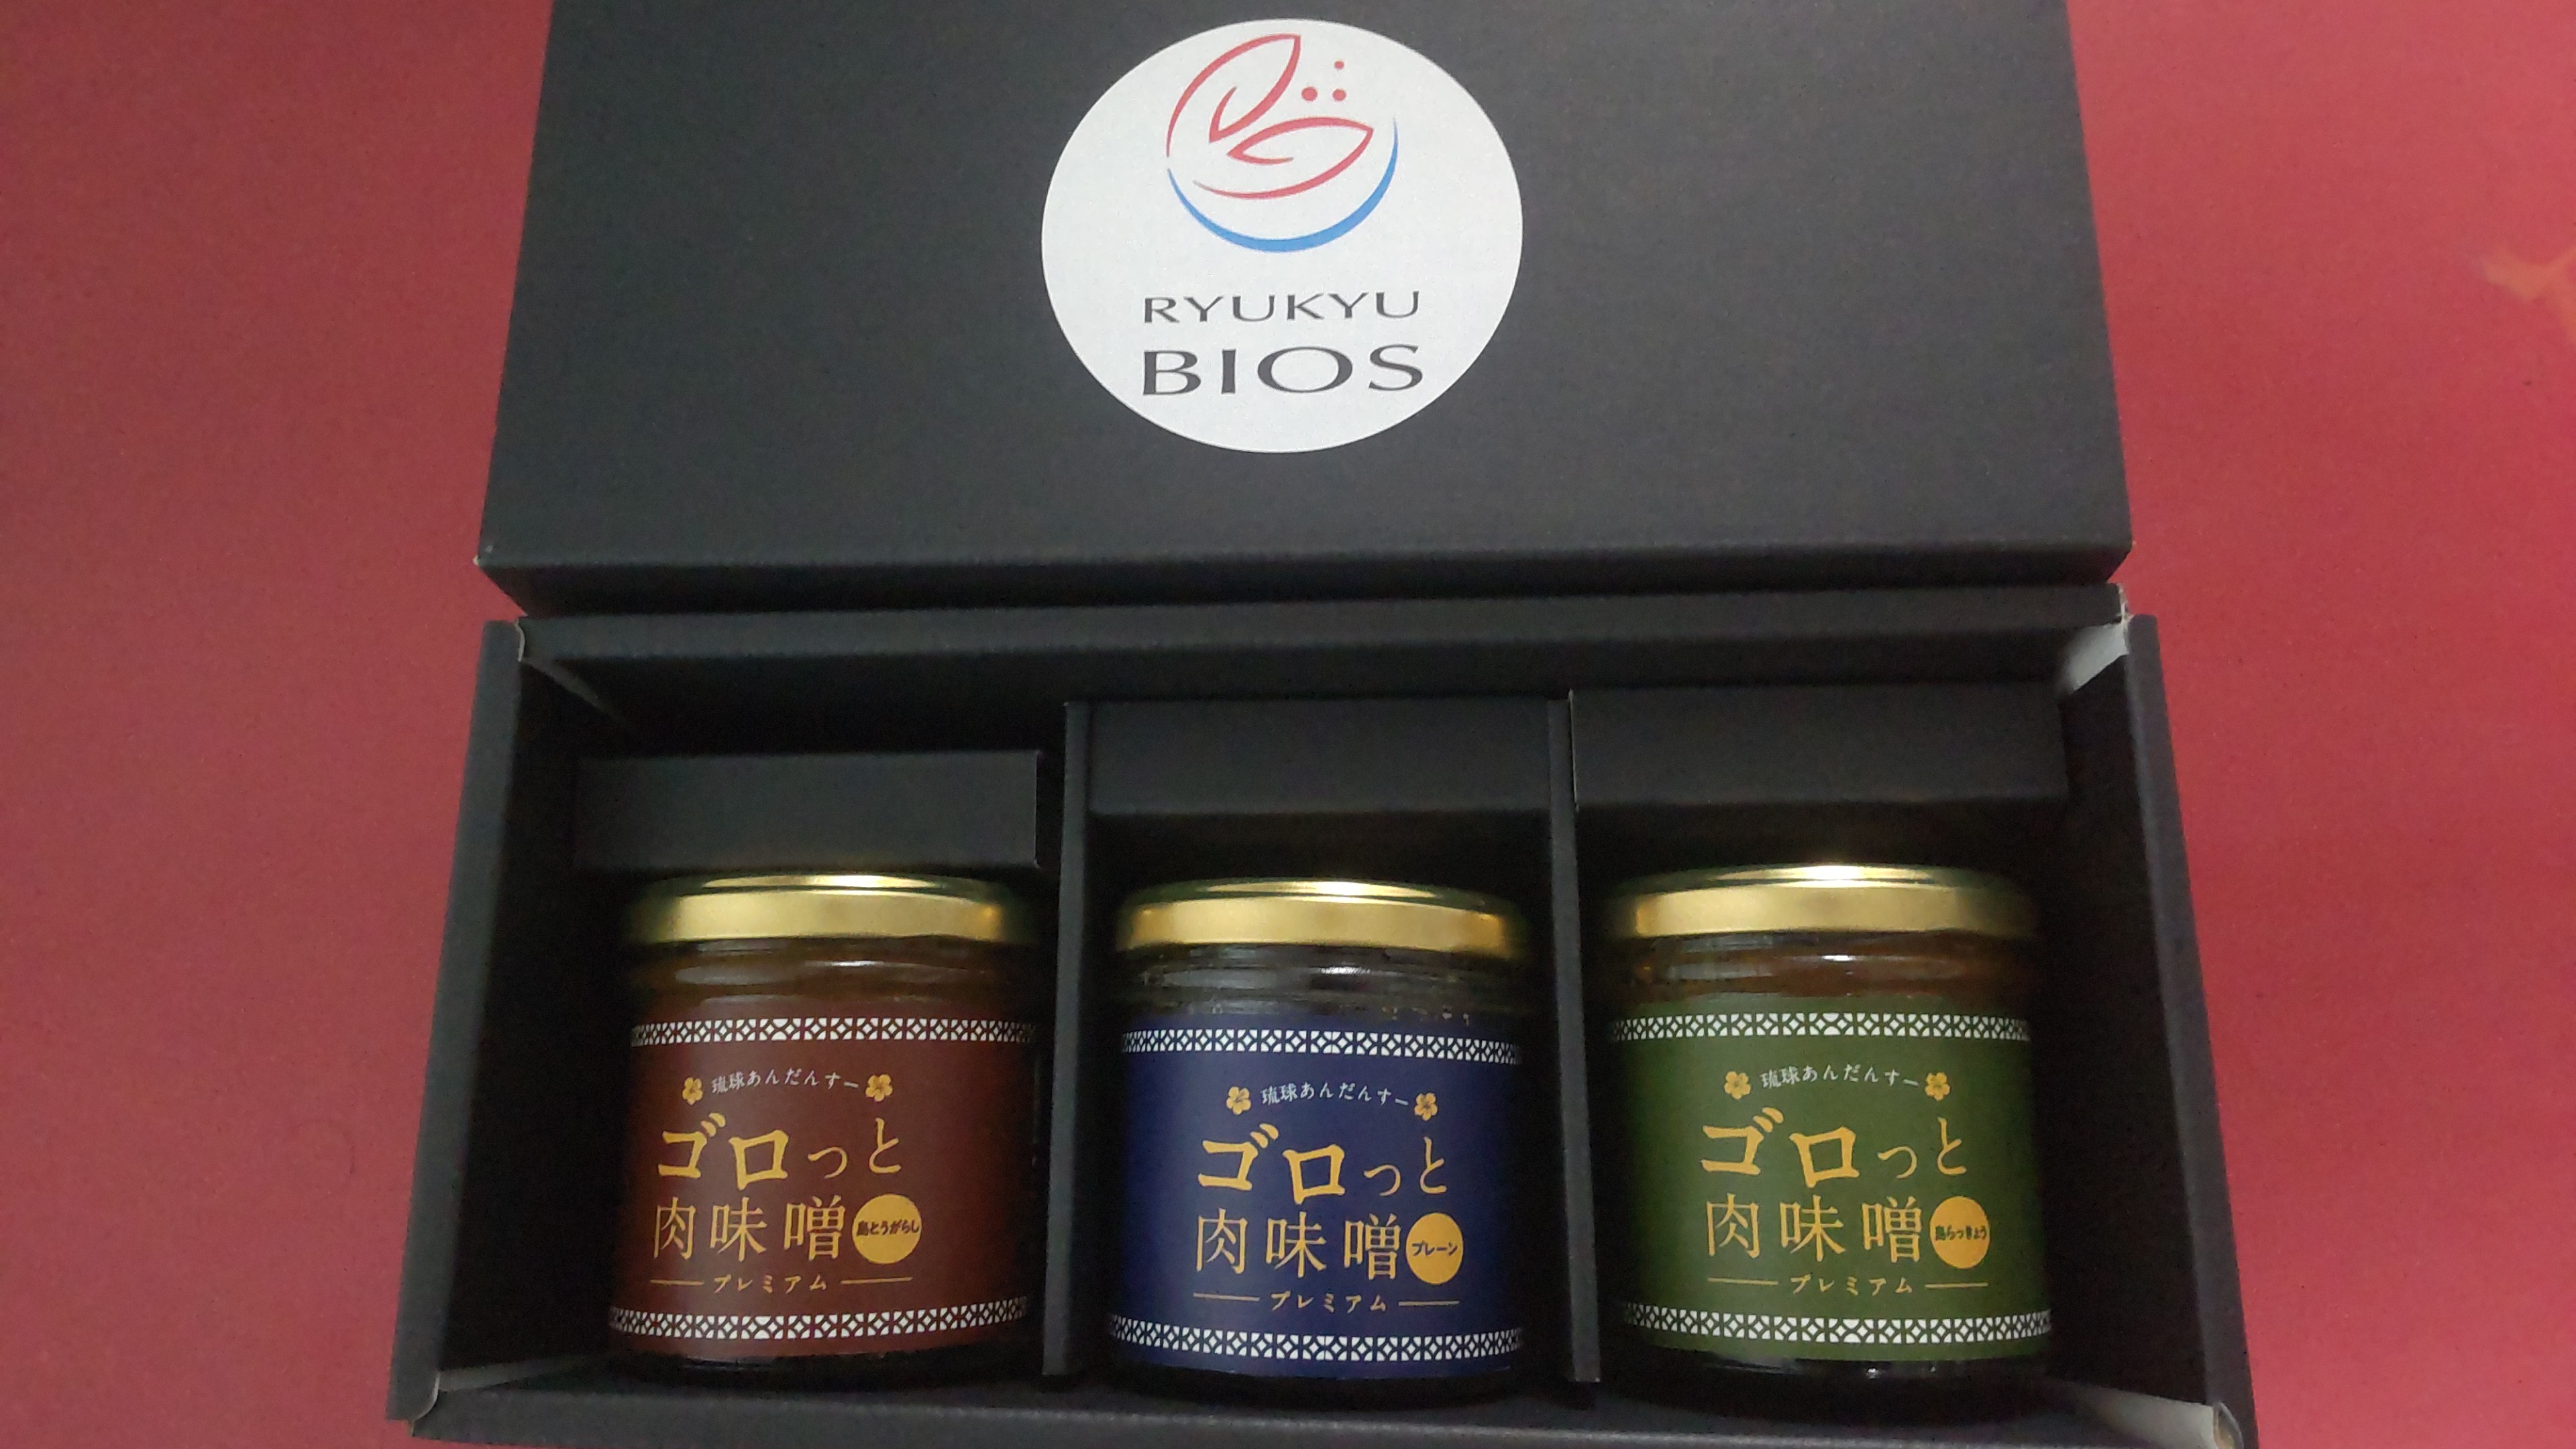 RYUKYU
BIOS
琉球あんだんすー
ゴロっと
肉味噌
島とうがらし
プレミアム
琉球あんだんすー
ゴロっと
肉味噌
プレーン
プレミアム
琉球あんだんすー
ゴロっと
肉味噌
島らっきょう
プレミアム